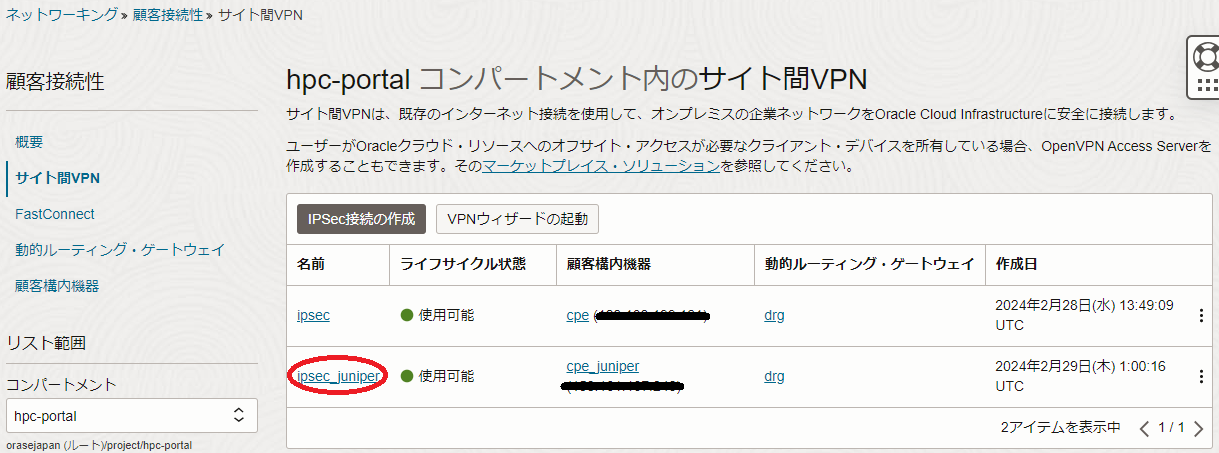 ネットワーキング » 顧客接続性 » サイト間VPN
顧客接続性
概要
サイト間VPN
FastConnect
動的ルーティング・ゲートウェイ
顧客構内機器
リスト範囲
コンパートメント
hpc-portal
orasejapan (ルート)/project/hpc-portal
hpc-portal コンパートメント内のサイト間VPN
サイト間VPNは、既存のインターネット接続を使用して、オンプレミスの企業ネットワークをOracle Cloud Infrastructureに安全に接続します。
ユーザーがOracleクラウド・リソースへのオフサイト・アクセスが必要なクライアント・デバイスを所有している場合、OpenVPN Access Serverを
作成することもできます。そのマーケットプレイス・ソリューションを参照してください。
IPSec接続の作成 VPNウィザードの起動
名前 ライフサイクル状態 顧客構内機器 動的ルーティング・ゲートウェイ 作成日
ipsec 使用可能 cpe drg 2024年2月28日(水) 13:49:09
UTC
ipsec_juniper 使用可能 cpe_juniper drg 2024年2月29日(木) 1:00:16
UTC
2アイテムを表示中 1 / 1